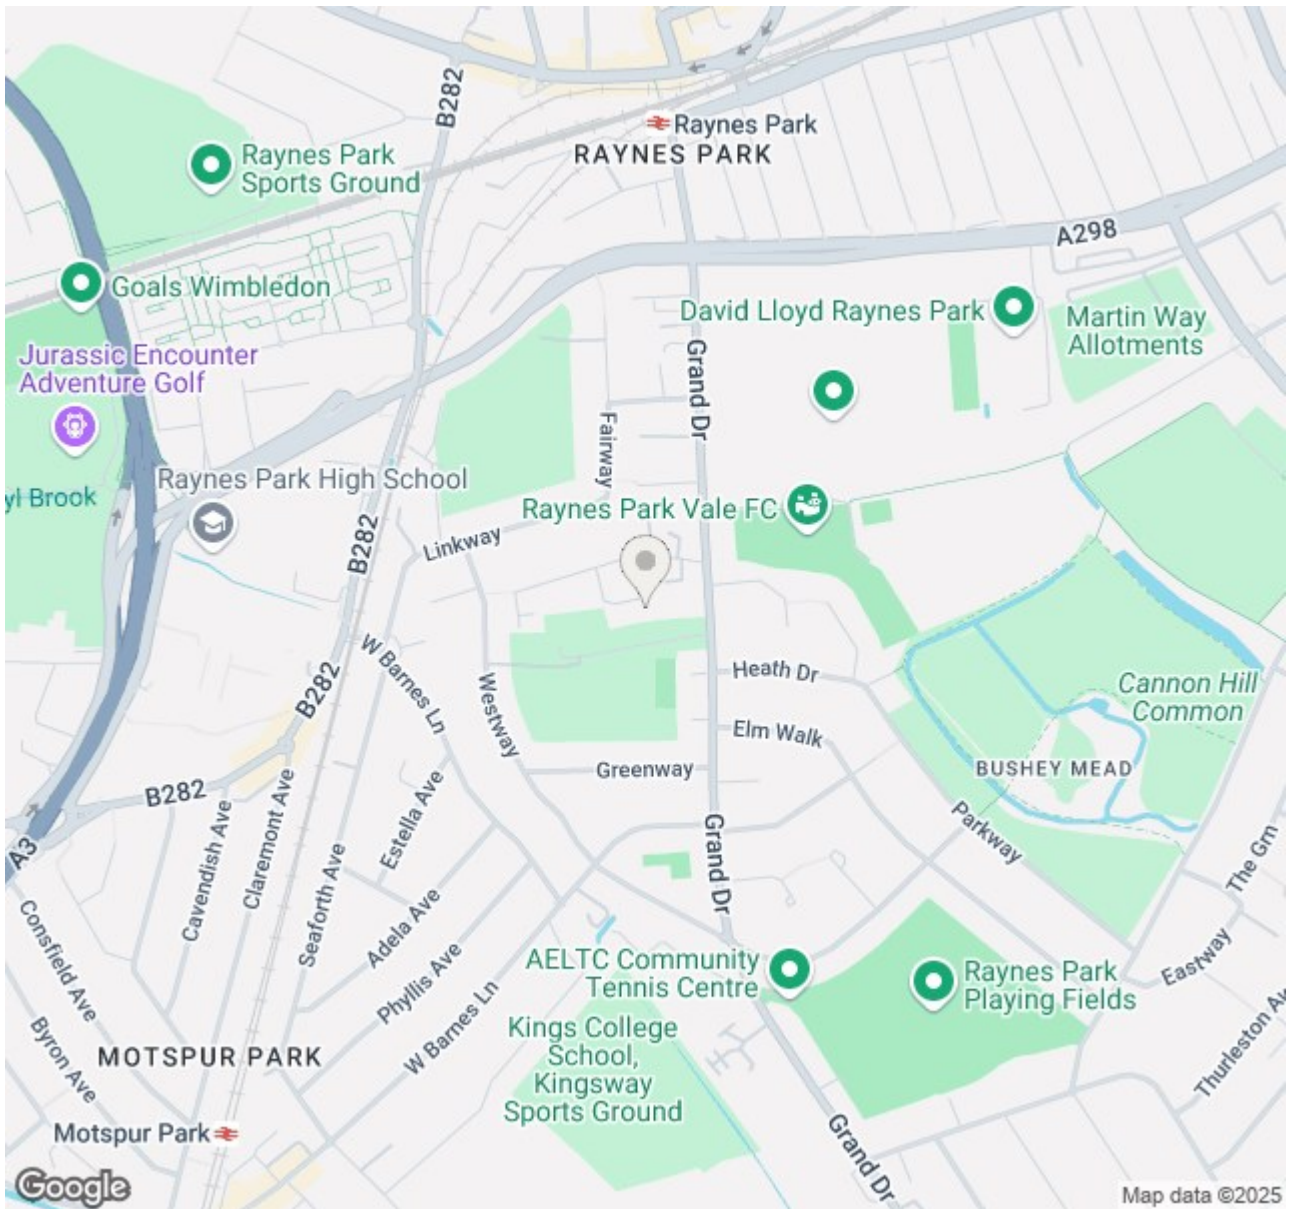 B282
Raynes Park
RAYNES PARK
Raynes Park
Sports Ground
A298
Goals Wimbledon
David Lloyd Raynes Park
Martin Way
Allotments
Jurassic Encounter
Adventure Golf
Grand Dr
Fairway
Raynes Park High School
yl Brook
Raynes Park Vale FC
B282
Linkway
W Barnes Ln
Heath Dr
Cannon Hill
Common
B282
Westway
Elm Walk
BUSHEY MEAD
Greenway
B282
Estella Ave
Claremont Ave
Cavendish Ave
Parkway
Grand Dr
The Grn
A3
Seaforth Ave
Adela Ave
Consfield Ave
Phyllis Ave
Eastway
AELTC Community
Tennis Centre
Raynes Park
Playing Fields
W Barnes Ln
Kings College
School,
Kingsway
Sports Ground
Byron Ave
MOTSPUR PARK
Thurleston Av
Motspur Park
Grand Dr
Google
Map data ©2025